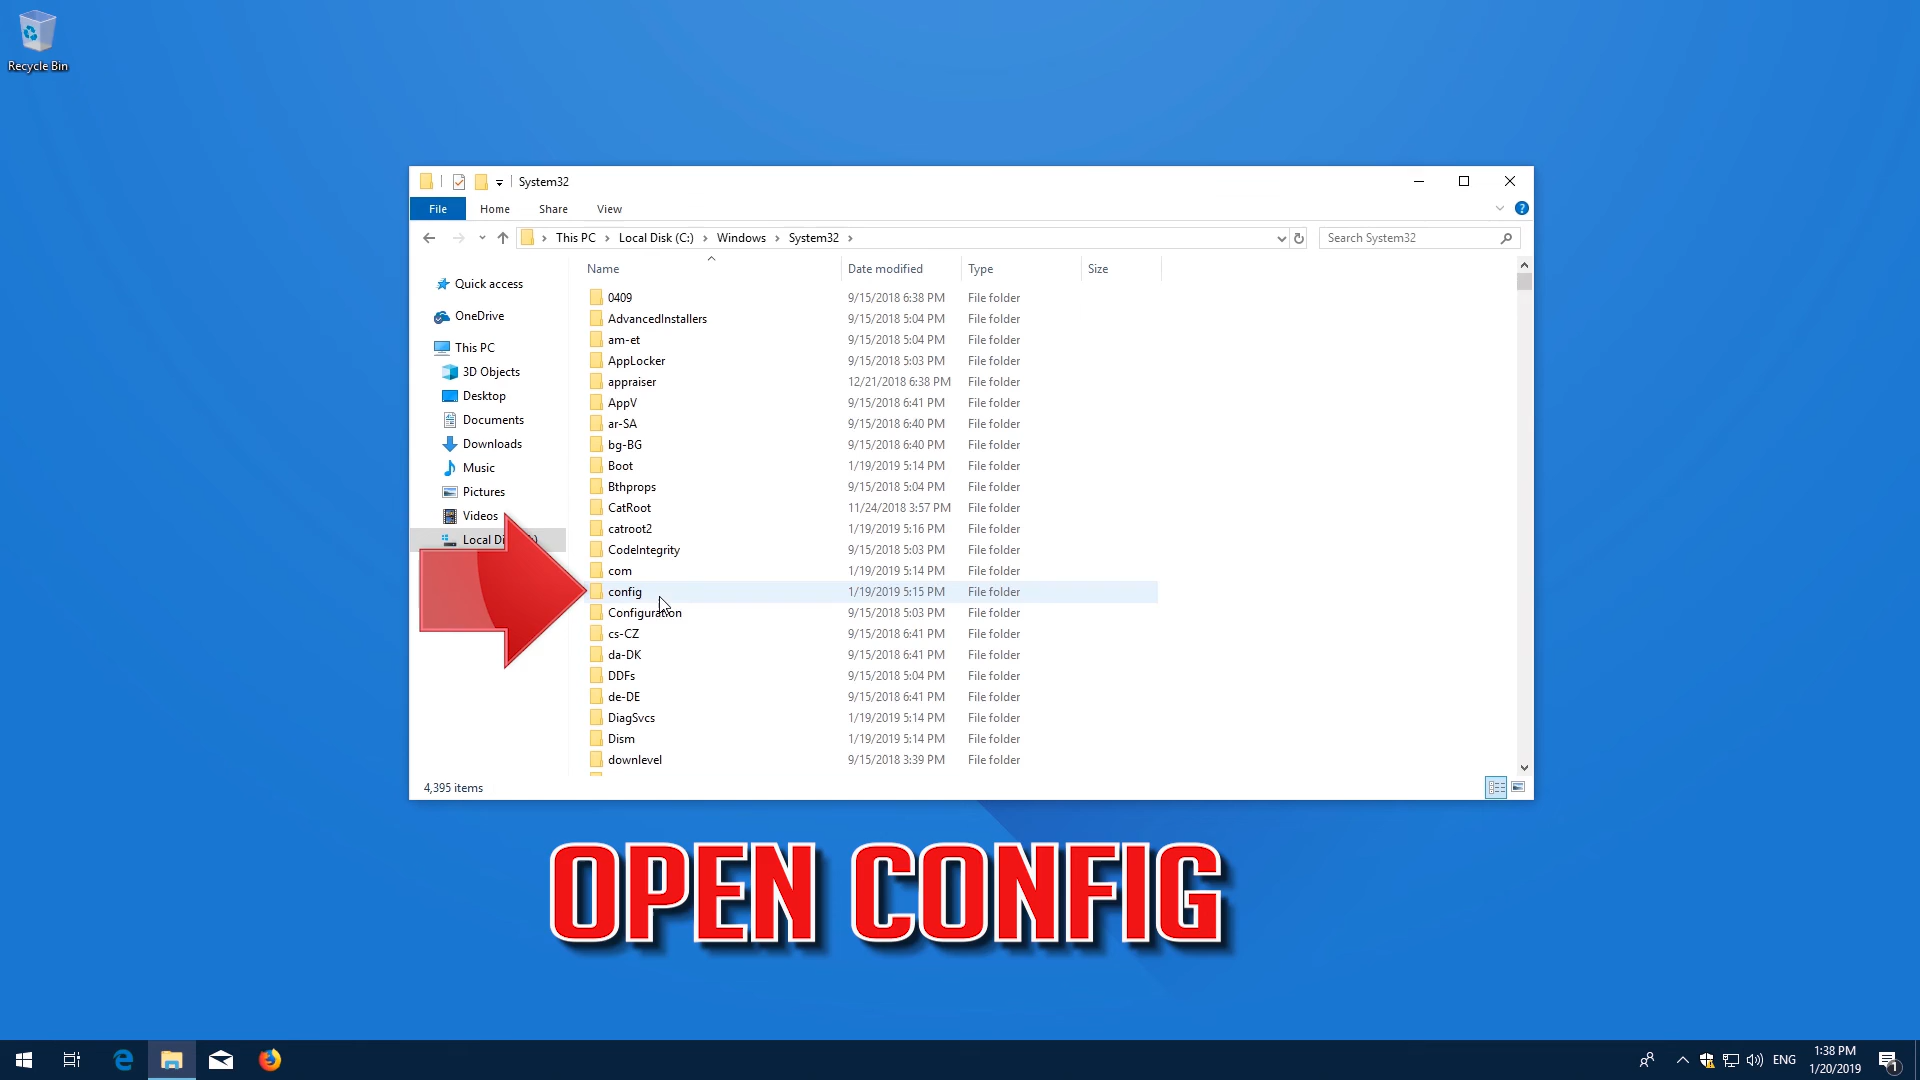 Recycle Bin
System32
File Home Share View
This PC Local Disk (C:) Windows System32
Search System32
Name Date modified Type Size
Quick access
OneDrive
This PC
3D Objects
Desktop
Documents
Downloads
Music
Pictures
Videos
Local
0409 9/15/2018 6:38 PM File folder
AdvancedInstallers 9/15/2018 5:04 PM File folder
am-et 9/15/2018 5:04 PM File folder
AppLocker 9/15/2018 5:03 PM File folder
appraiser 12/21/2018 6:38 PM File folder
AppV 9/15/2018 6:41 PM File folder
ar-SA 9/15/2018 6:40 PM File folder
bg-BG 9/15/2018 6:40 PM File folder
Boot 1/19/2019 5:14 PM File folder
Bthprops 9/15/2018 5:04 PM File folder
CatRoot 11/24/2018 3:57 PM File folder
catroot2 1/19/2019 5:16 PM File folder
CodeIntegrity 9/15/2018 5:03 PM File folder
com 1/19/2019 5:14 PM File folder
config 1/19/2019 5:15 PM File folder
Configuration 9/15/2018 5:03 PM File folder
cs-CZ 9/15/2018 6:41 PM File folder
da-DK 9/15/2018 6:41 PM File folder
DDFs 9/15/2018 5:04 PM File folder
de-DE 9/15/2018 6:41 PM File folder
DiagSvcs 1/19/2019 5:14 PM File folder
Dism 1/19/2019 5:14 PM File folder
downlevel 9/15/2018 3:39 PM File folder
4,395 items
OPEN CONFIG
ENG
1:38 PM
1/20/2019
1